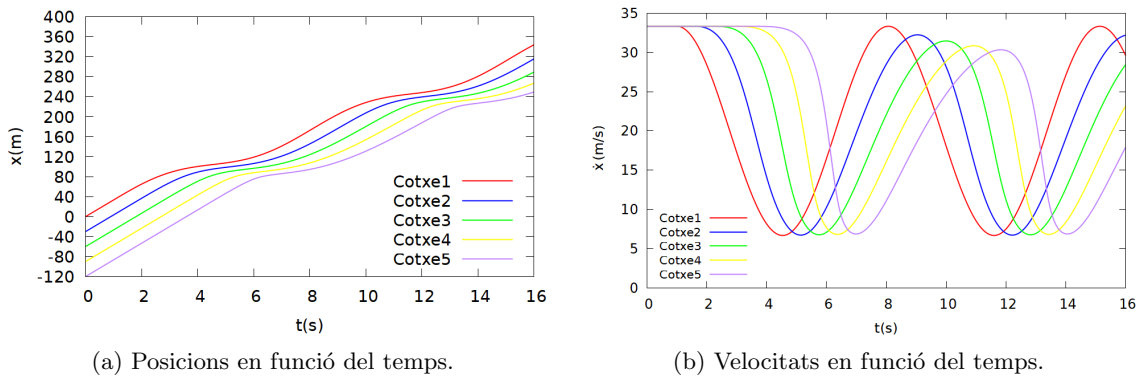 400
360
320
280
240
200
160
120
80
40
0
-40
-80
-120
x(m)
0 2 4 6 8 10 12 14 16
t(s)
Cotxe1
Cotxe2
Cotxe3
Cotxe4
Cotxe5
(a) Posicions en funció del temps.
35
30
25
20
15
10
5
0
ẋ (m/s)
0 2 4 6 8 10 12 14 16
t(s)
Cotxe1
Cotxe2
Cotxe3
Cotxe4
Cotxe5
(b) Velocitats en funció del temps.